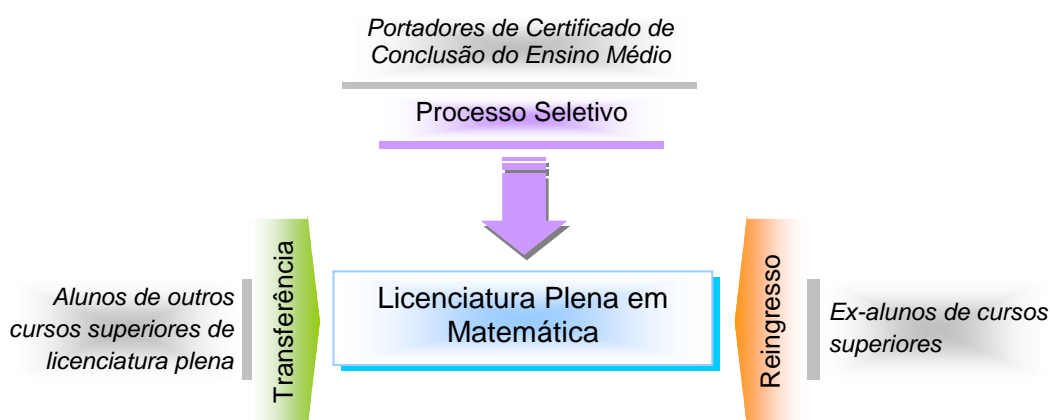 Portadores de Certificado de
Conclusão do Ensino Médio
Processo Seletivo
Alunos de outros
cursos superiores de
licenciatura plena
Transferência
Licenciatura Plena em
Matemática
Reingresso
Ex-alunos de cursos
superiores